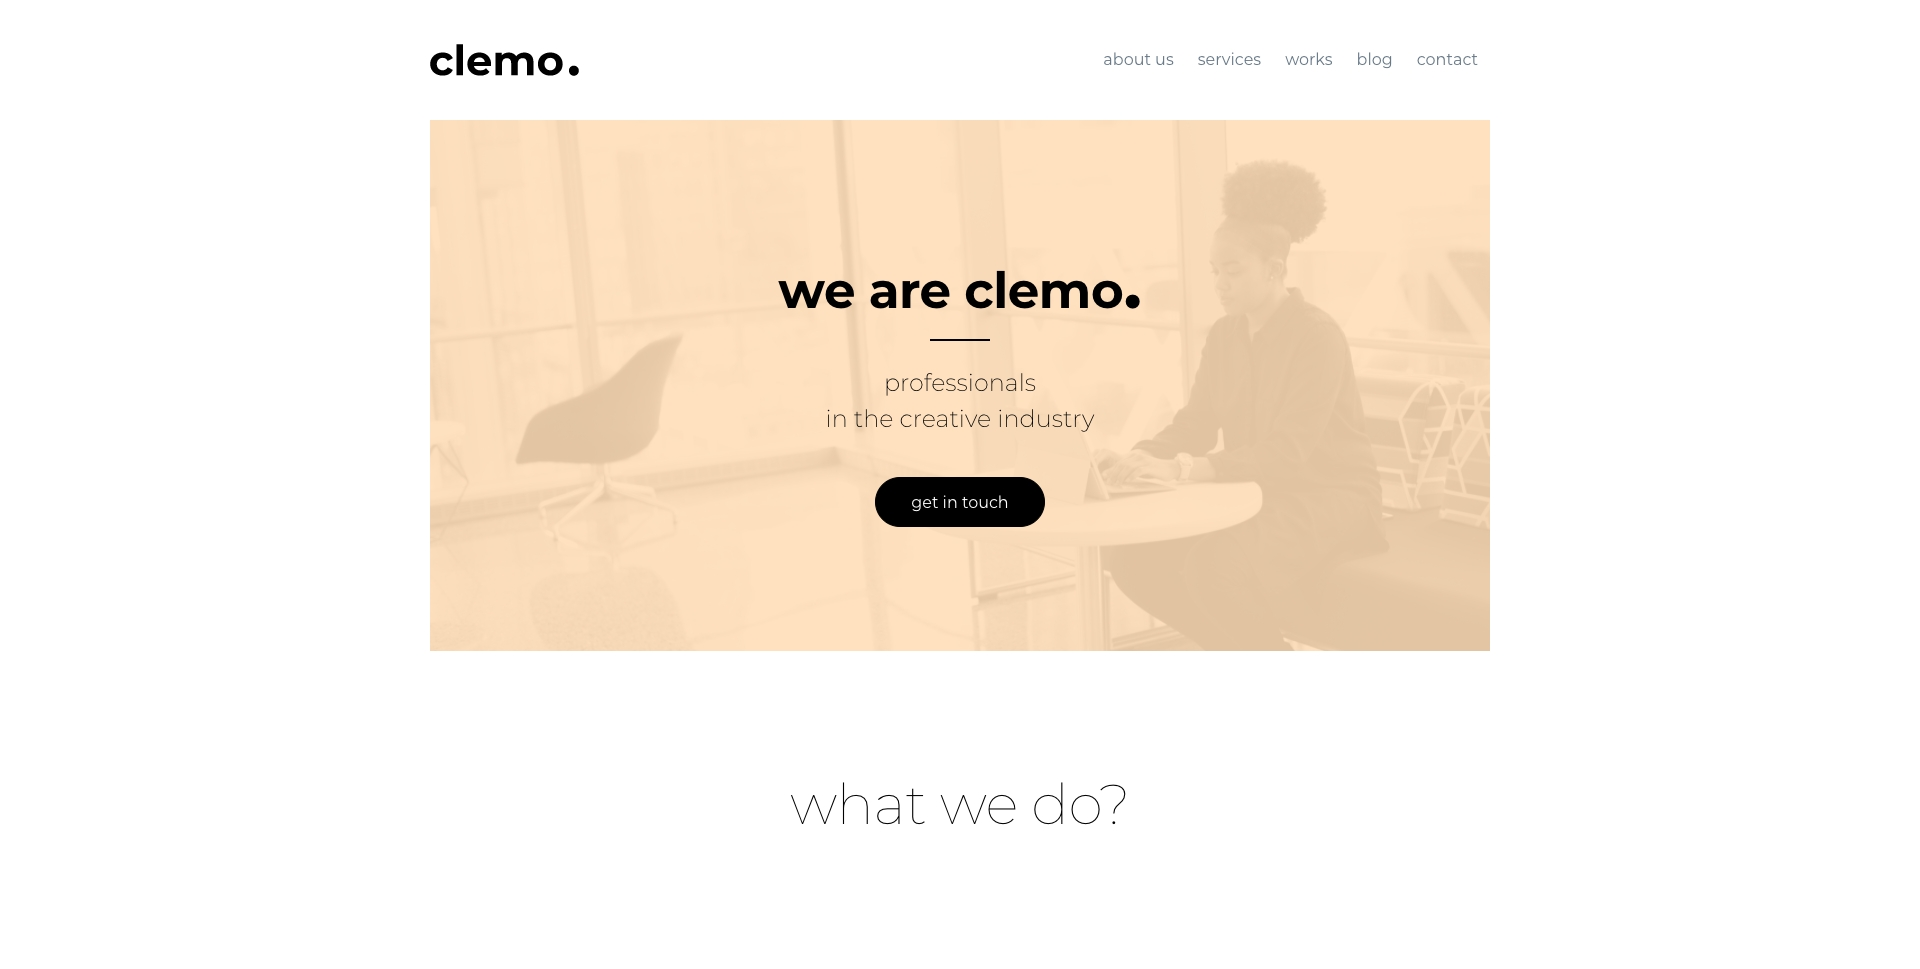 clemo.
about us services works blog contact
we are clemo.
professionals
in the creative industry
get in touch
what we do?